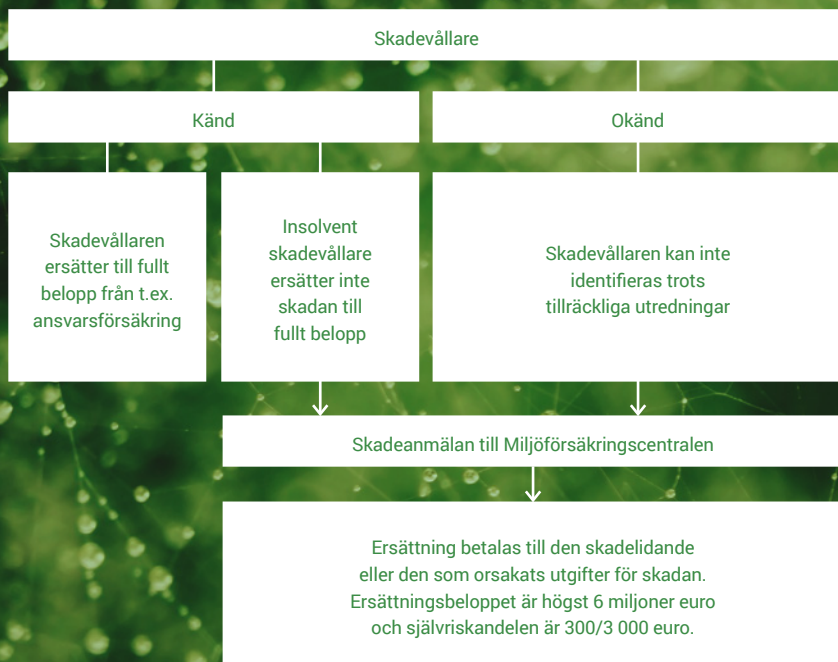 Skadevållare
Känd
Okänd
Skadevållaren
ersätter till fullt
belopp från t.ex.
ansvarsförsäkring
Insolvent
skadevållare
ersätter inte
skadan till
fullt belopp
Skadevållaren kan inte
identifieras trots
tillräckliga utredningar
Skadeanmälan till Miljöförsäkringscentralen
Ersättning betalas till den skadelidande
eller den som orsakats utgifter för skadan.
Ersättningsbeloppet är högst 6 miljoner euro
och självriskandelen är 300/3 000 euro.